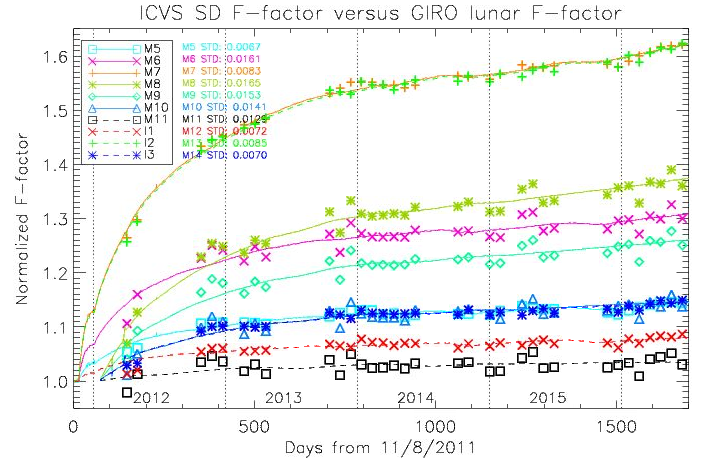 ICVS SD F-factor versus GIRO lunar F-factor
Normalized F-factor
1.6
1.5
1.4
1.3
1.2
1.1
1.0
M5 M5 STD: 0.0067
M6 M6 STD: 0.0161
M7 M7 STD: 0.0083
M8 M8 STD: 0.0165
M9 M9 STD: 0.0153
M10 M10 STD: 0.0141
M11 M11 STD: 0.0129
I1 M12 STD: 0.0072
I2 M13 STD: 0.0085
I3 M14 STD: 0.0070
2012 2013 2014 2015
0 500 1000 1500
Days from 11/8/2011